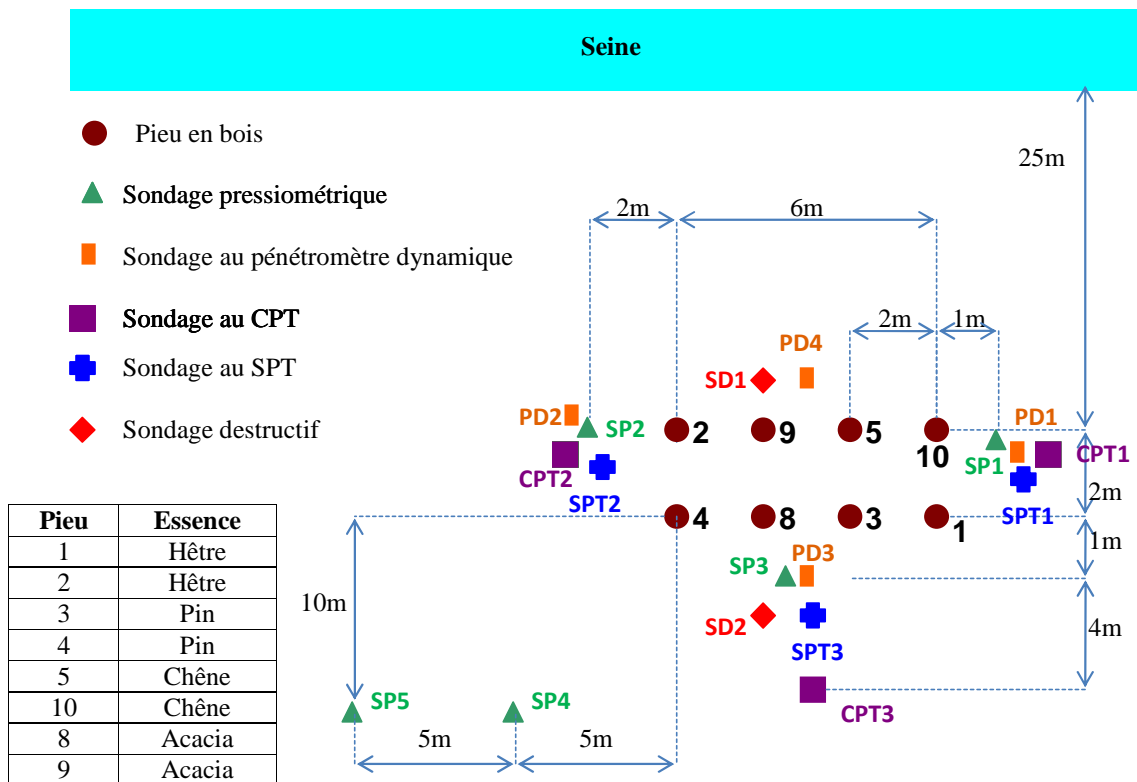 Seine
Pieu en bois
25m
Sondage pressiométrique
2m
6m
Sondage au pénétromètre dynamique
Sondage au CPT
2m
1m
Sondage au SPT
PD4
SD1
Sondage destructif
PD2
SP2
2
9
5
10
PD1
SP1
CPT1
CPT2
SPT2
SPT1
2m
4
8
3
1
1m
PD3
SP3
10m
SD2
SPT3
4m
SP5
SP4
CPT3
5m
5m
Pieu Essence
1 Hêtre
2 Hêtre
3 Pin
4 Pin
5 Chêne
10 Chêne
8 Acacia
9 Acacia